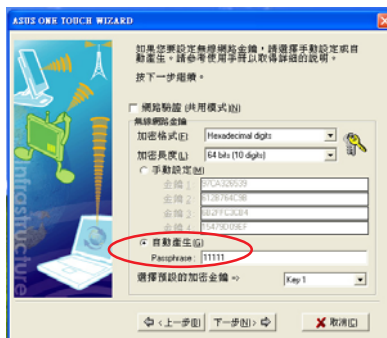 ASUS ONE TOUCH WIZARD
如果您要設定無線網路金鑰，請選擇手動設定或自
動產生。請參考使用手冊以取得詳細的說明。
按下一步繼續。
網路驗證 (共用模式)(N)
無線網路金鑰
加密格式(F): Hexadecimal digits
加密長度(L) 64 bits (10 digits)
手動設定(M)
金鑰 1: 97CA326539
金鑰 2: 612B764C9B
金鑰 3: 6B2FFC3CB4
金鑰 4: 15479D09EF
自動產生(G)
Passphrase: 11111
選擇預設的加密金鑰 => Key 1
<上一步(B) 下一步(N)> 取消(C)
Infrastructure